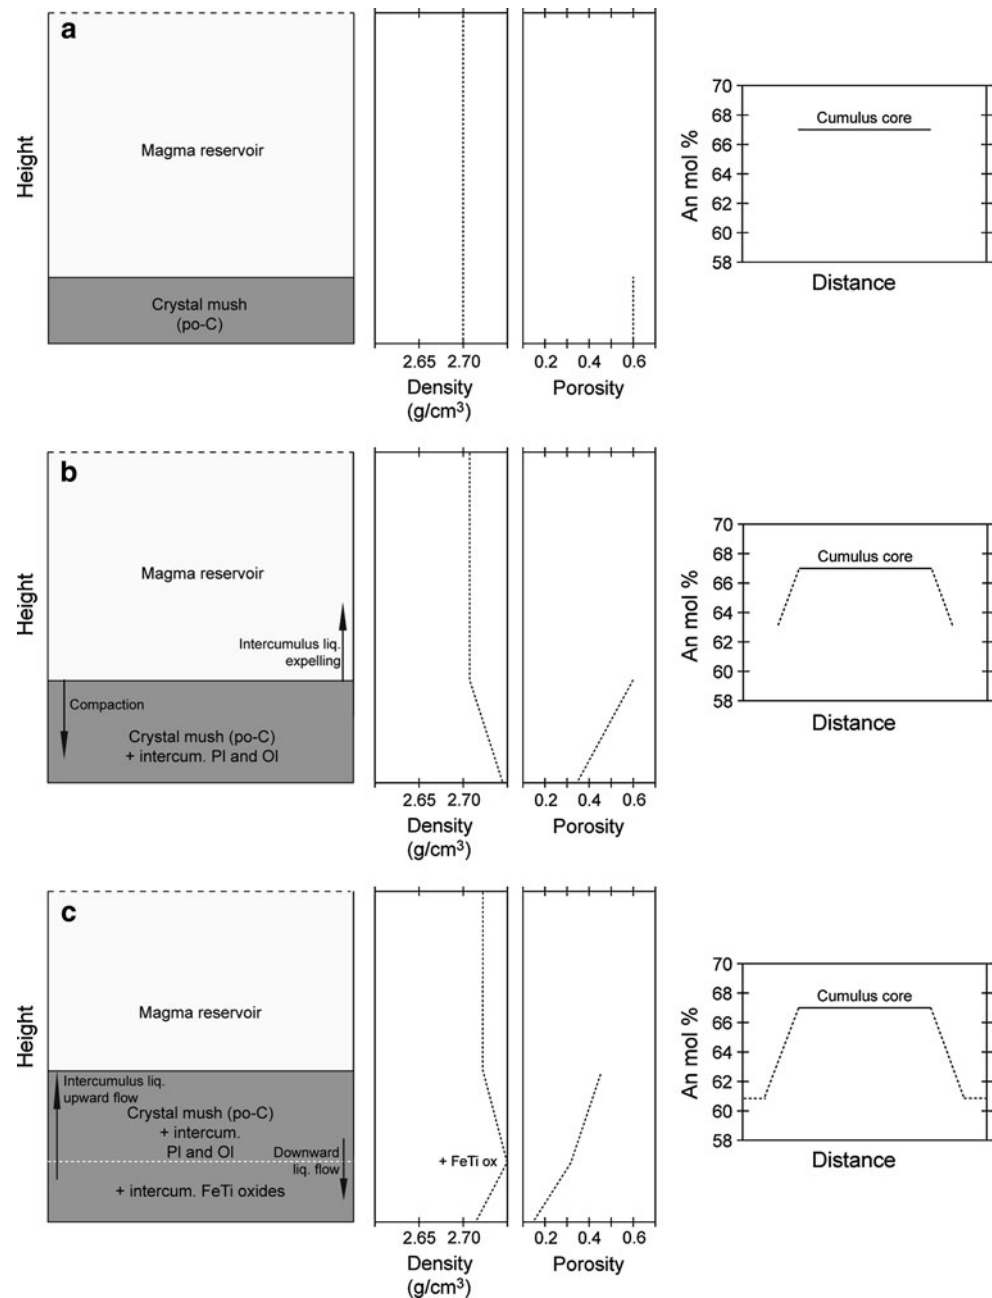 a
Height
Magma reservoir
Crystal mush
(po-C)
2.65 2.70
Density
(g/cm³)
0.2 0.4 0.6
Porosity
An mol %
70
68
66
64
62
60
58
Cumulus core
Distance
b
Height
Magma reservoir
Intercumulus liq.
expelling
Compaction
Crystal mush (po-C)
+ intercum. Pl and Ol
2.65 2.70
Density
(g/cm³)
0.2 0.4 0.6
Porosity
An mol %
70
68
66
64
62
60
58
Cumulus core
Distance
c
Height
Magma reservoir
Intercumulus liq.
upward flow
Crystal mush (po-C)
+ intercum.
Pl and Ol
Downward
liq. flow
+ intercum. FeTi oxides
+ FeTi ox
2.65 2.70
Density
(g/cm³)
0.2 0.4 0.6
Porosity
An mol %
70
68
66
64
62
60
58
Cumulus core
Distance